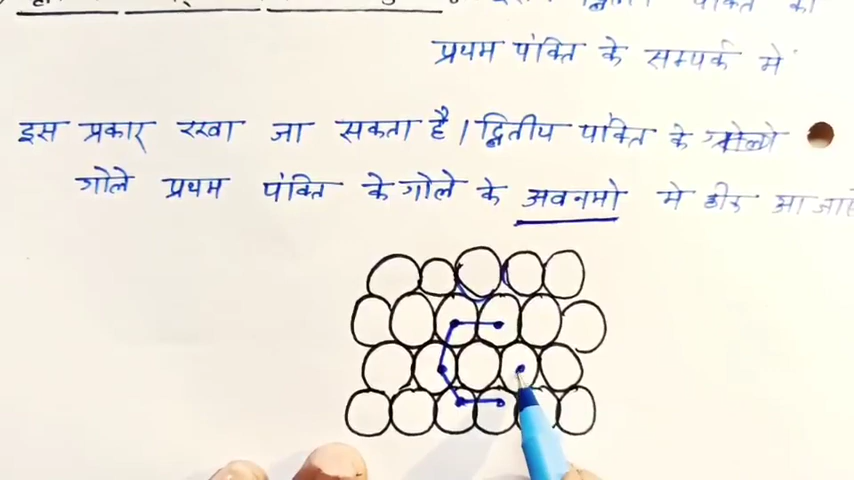 पंक्ति को
प्रथम पंक्ति के सम्पर्क में
इस प्रकार रखा जा सकता है। द्वितीय पंक्ति के
गोले प्रथम पंक्ति के गोले के अवनमो मे ठीक आ जाए